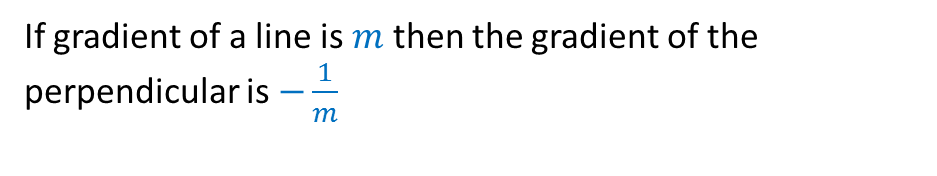 If gradient of a line is m then the gradient of the
perpendicular is −1/m